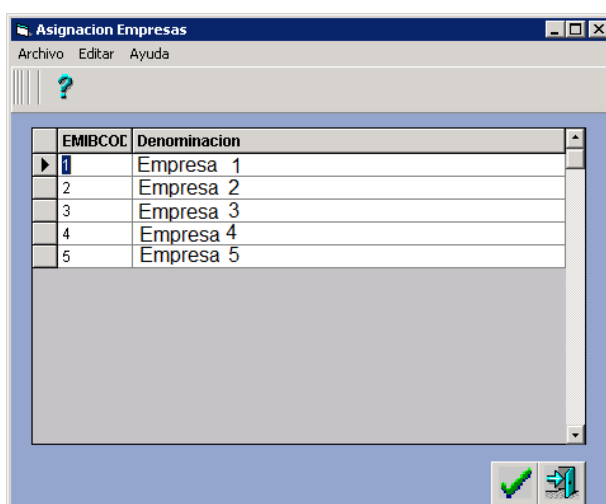 Asignacion Empresas
Archivo Editar Ayuda
?
EMIBCOD Denominacion
1 Empresa 1
2 Empresa 2
3 Empresa 3
4 Empresa 4
5 Empresa 5